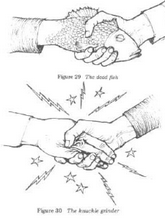 Figure 29 The dead fish
Figure 30 The knuckle grinder